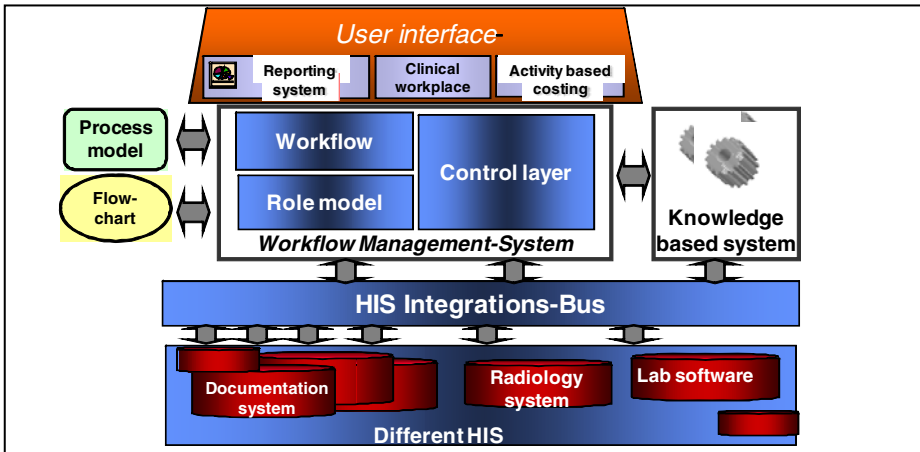 User interface-
Reporting
system
Clinical
workplace
Activity based
costing
Process
model
Flow-
chart
Workflow
Role model
Control layer
Workflow Management-System
Knowledge
based system
HIS Integrations-Bus
Documentation
system
Radiology
system
Lab software
Different HIS